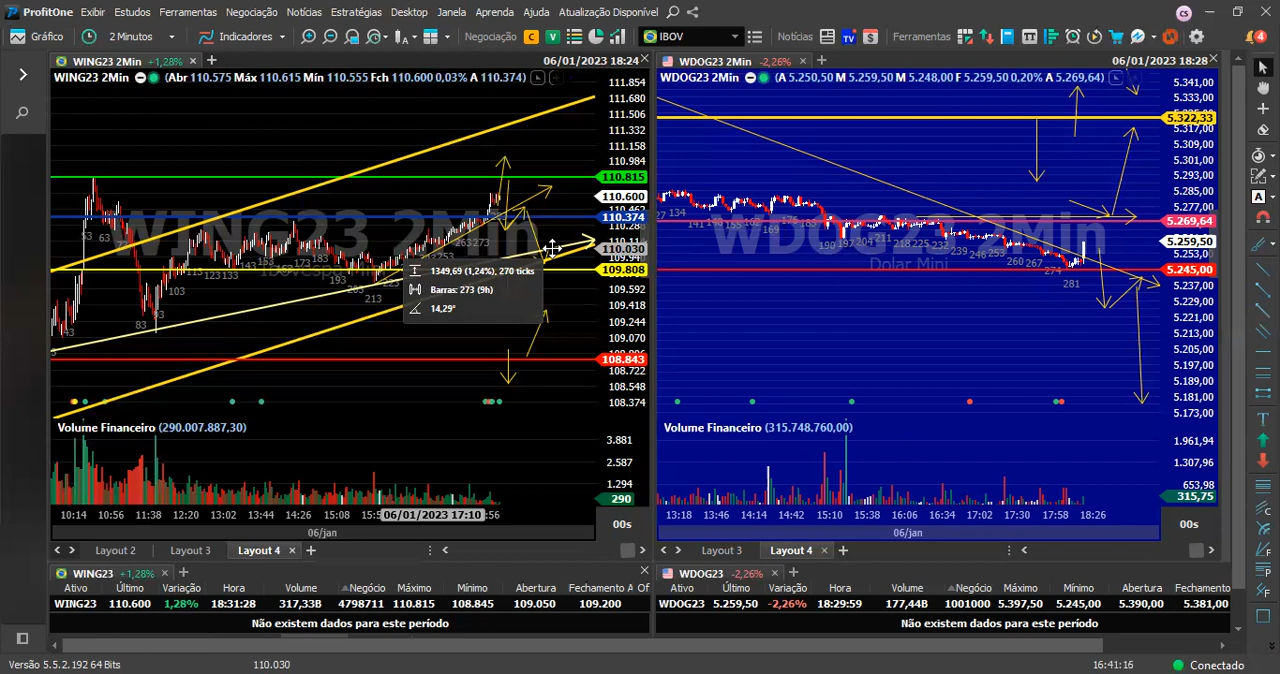 ProfitOne Exibir Estudos Ferramentas Negociação Notícias Estratégias Desktop Janela Aprenda Ajuda Atualização Disponível CS
Gráfico 2 Minutos Indicadores Negociação C V IBOV Notícias TV Ferramentas 4
WING23 2Min +1,28% 06/01/2023 18:24
WING23 2Min (Abr 110.575 Máx 110.615 Mín 110.555 Fch 110.600 0,03% A 110.374)
111.854
111.680
111.506
111.332
111.158
110.984
110.815
110.600
110.374
110.030
109.940
109.808
109.592
109.418
109.244
109.070
108.843
108.722
108.548
108.374
WING23 2Min
1349,69 (1,24%), 270 ticks
Barras: 273 (9h)
14,29°
Volume Financeiro (290.007.887,30)
3.881
2.587
1.294
290
10:14 10:56 11:38 12:20 13:02 13:44 14:26 15:08 06/01/2023 17:10
06/jan 00s
Layout 2 Layout 3 Layout 4
WDOG23 2Min -2,26% 06/01/2023 18:28
WDOG23 2Min (A 5.250,50 M 5.259,50 M 5.248,00 F 5.259,50 0,20% A 5.269,64)
5.341,00
5.333,00
5.322,33
5.317,00
5.309,00
5.301,00
5.293,00
5.285,00
5.277,00
5.269,64
5.259,50
5.253,00
5.245,00
5.237,00
5.229,00
5.221,00
5.213,00
5.205,00
5.197,00
5.189,00
5.181,00
5.173,00
WDOG23 2Min
Dolar Mini
281
Volume Financeiro (315.748.760,00)
1.961,94
1.307,96
653,98
315,75
13:18 13:46 14:14 14:42 15:10 15:38 16:06 16:34 17:02 17:30 17:58 18:26
06/jan 00s
Layout 3 Layout 4
WING23 +1,28%
Ativo Último Variação Hora Volume Negócio Máximo Mínimo Abertura Fechamento A Of
WING23 110.600 1,28% 18:31:28 317,33B 4798711 110.815 108.845 109.050 109.200
Não existem dados para este período
WDOG23 -2,26%
Ativo Último Variação Hora Volume Negócio Máximo Mínimo Abertura Fechamento
WDOG23 5.259,50 -2,26% 18:29:59 177,44B 1001000 5.397,50 5.245,00 5.390,00 5.381,00
Não existem dados para este período
Versão 5.5.2.192 64 Bits 110.030 16:41:16 Conectado